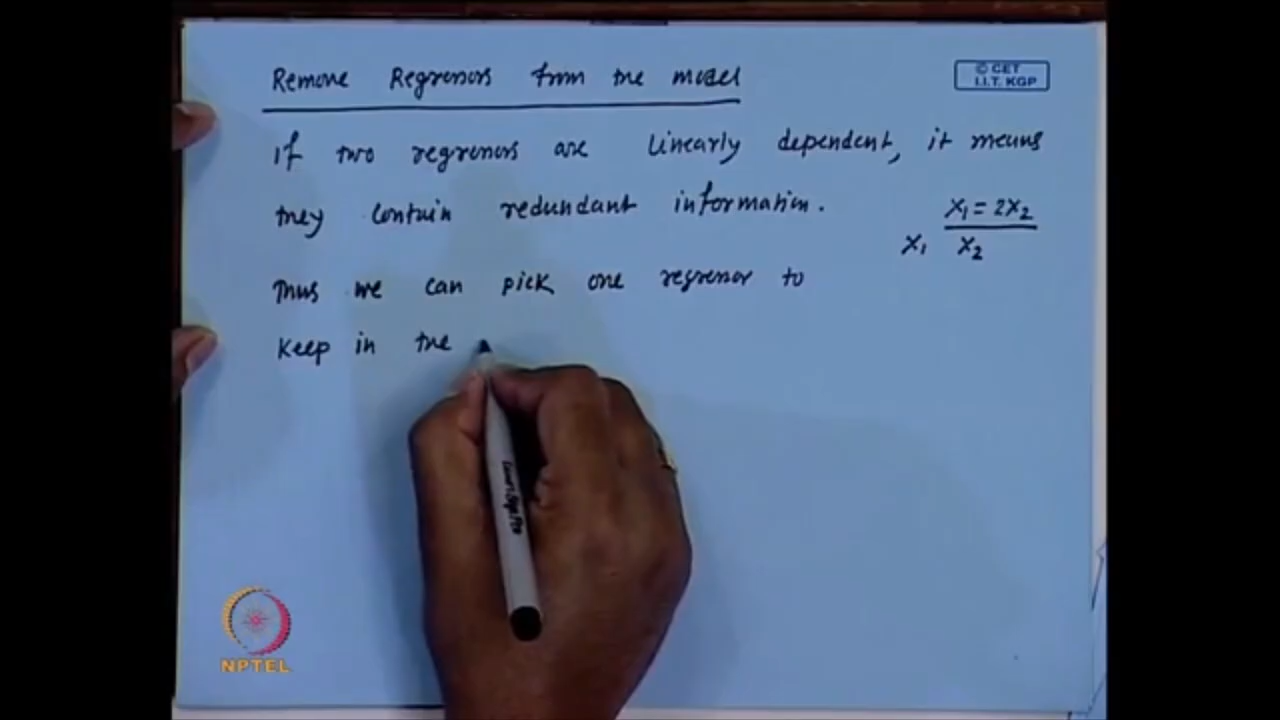 Remove Regressors from the model
© CET
I.I.T. KGP
If two regressors are linearly dependent, it means
they contain redundant information.
X₁ = 2X₂
X₁ X₂
Thus we can pick one regressor to
Keep in the
NPTEL